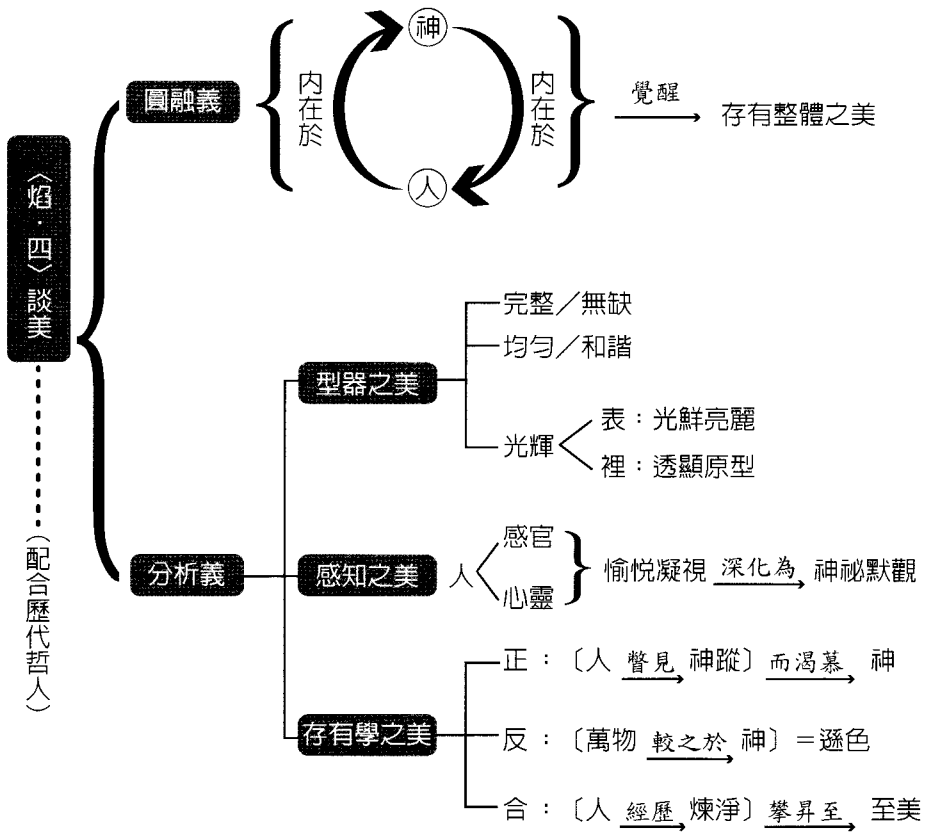 〈焰·四〉談美
（配合歷代哲人）
圓融義
神
內在於
內在於
人
覺醒
存有整體之美
分析義
型器之美
完整／無缺
均勻／和諧
光輝
表：光鮮亮麗
裡：透顯原型
感知之美
人
感官
心靈
愉悅凝視 深化為 神祕默觀
存有學之美
正：〔人 瞥見 神蹤〕 而渴慕 神
反：〔萬物 較之於 神〕＝遜色
合：〔人 經歷 煉淨〕 攀昇至 至美